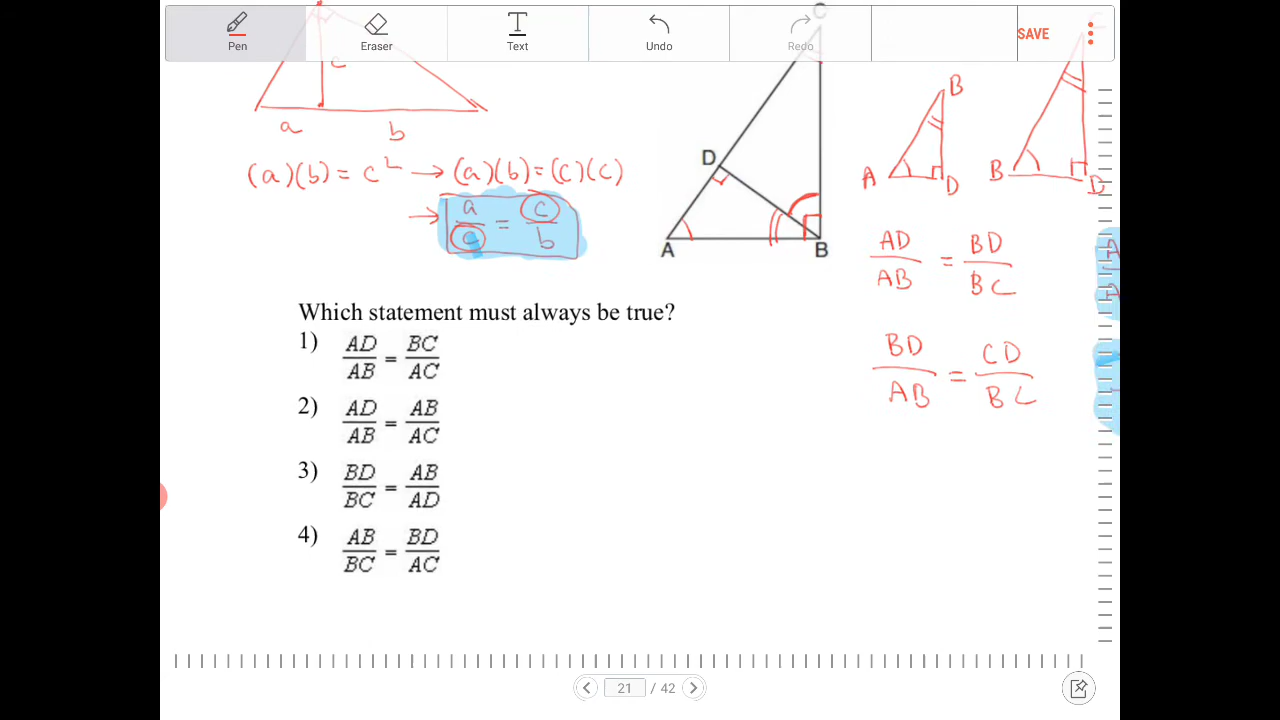 Pen
Eraser
Text
Undo
Redo
SAVE
c
a
b
(a)(b) = c² → (a)(b) = (c)(c)
→ a/c = c/b
C
D
A
B
B
A
D
B
D
AD/AB = BD/BC
BD/AB = CD/BC
Which statement must always be true?
1) AD/AB = BC/AC
2) AD/AB = AB/AC
3) BD/BC = AB/AD
4) AB/BC = BD/AC
21 / 42